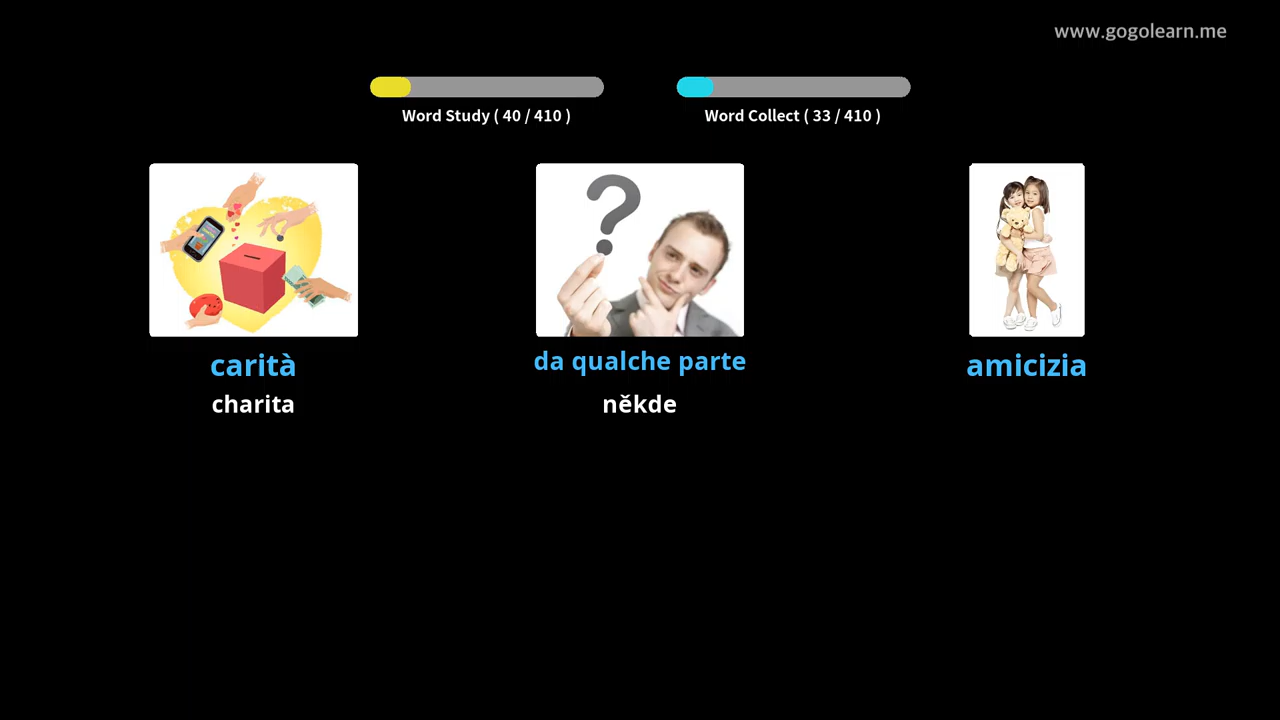 www.gogolearn.me
Word Study ( 40 / 410 )
Word Collect ( 33 / 410 )
carità
da qualche parte
amicizia
charita
někde